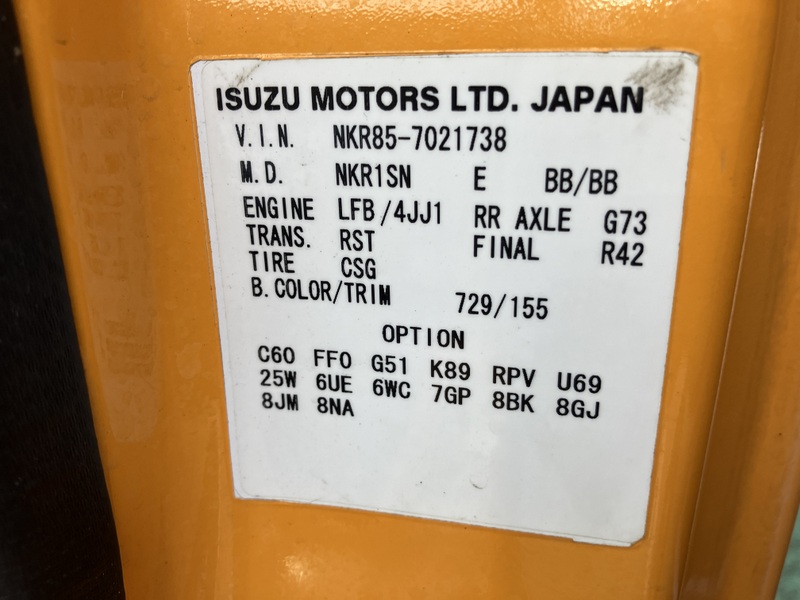 ISUZU MOTORS LTD. JAPAN
V.I.N. NKR85-7021738
M.D. NKR1SN E BB/BB
ENGINE LFB/4JJ1 RR AXLE G73
TRANS. RST FINAL R42
TIRE CSG
B.COLOR/TRIM 729/155
OPTION
C60 FF0 G51 K89 RPV U69
25W 6UE 6WC 7GP 8BK 8GJ
8JM 8NA